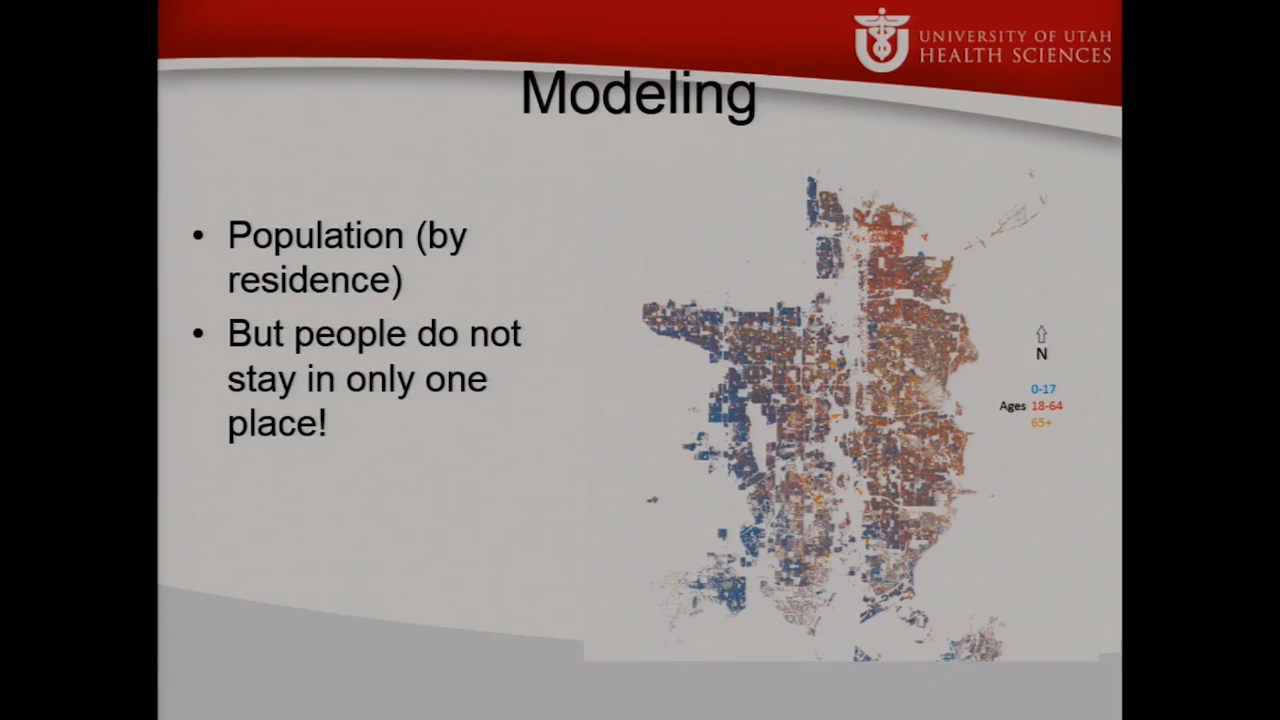 UNIVERSITY OF UTAH
HEALTH SCIENCES
Modeling
• Population (by
residence)
• But people do not
stay in only one
place!
N
0-17
Ages 18-64
65+